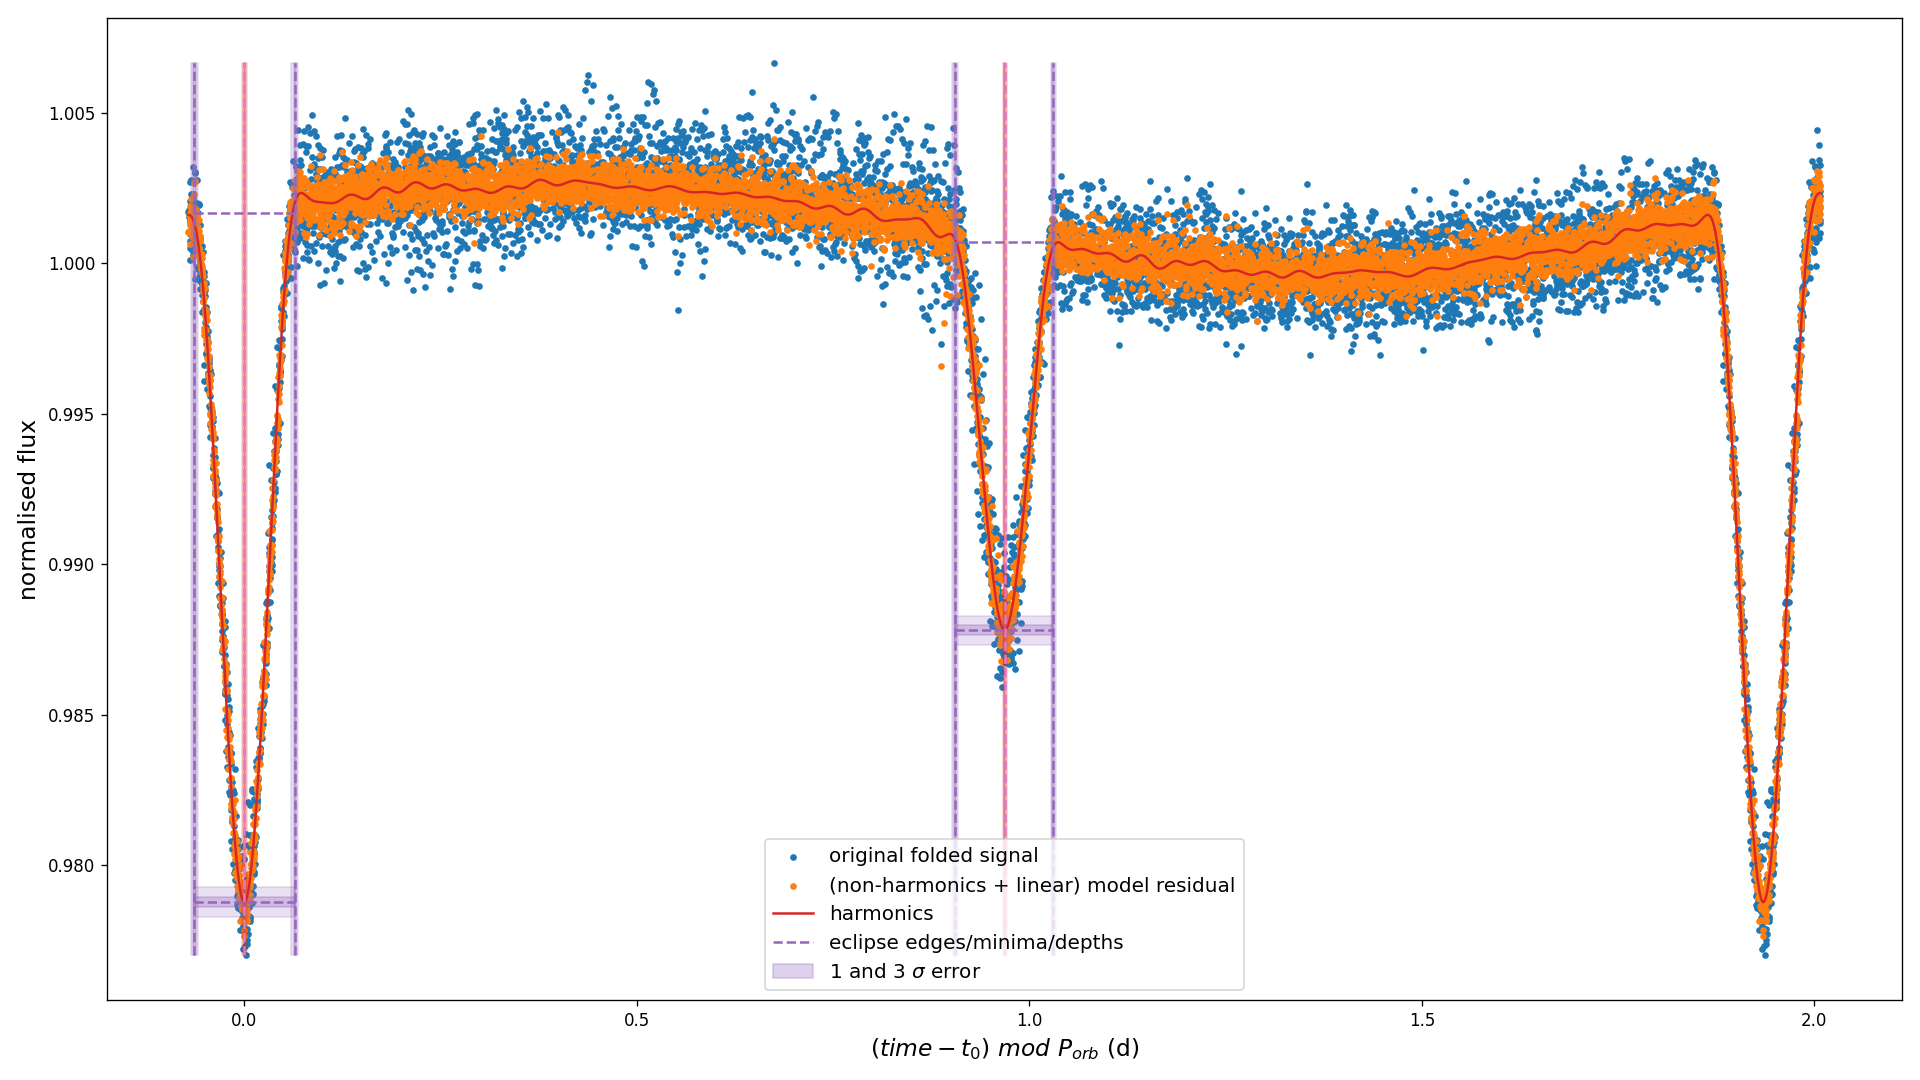 normalised flux
1.005
1.000
0.995
0.990
0.985
0.980
original folded signal
(non-harmonics + linear) model residual
harmonics
eclipse edges/minima/depths
1 and 3 σ error
0.0 0.5 1.0 1.5 2.0
(time − t₀) mod Pₒᵣb (d)